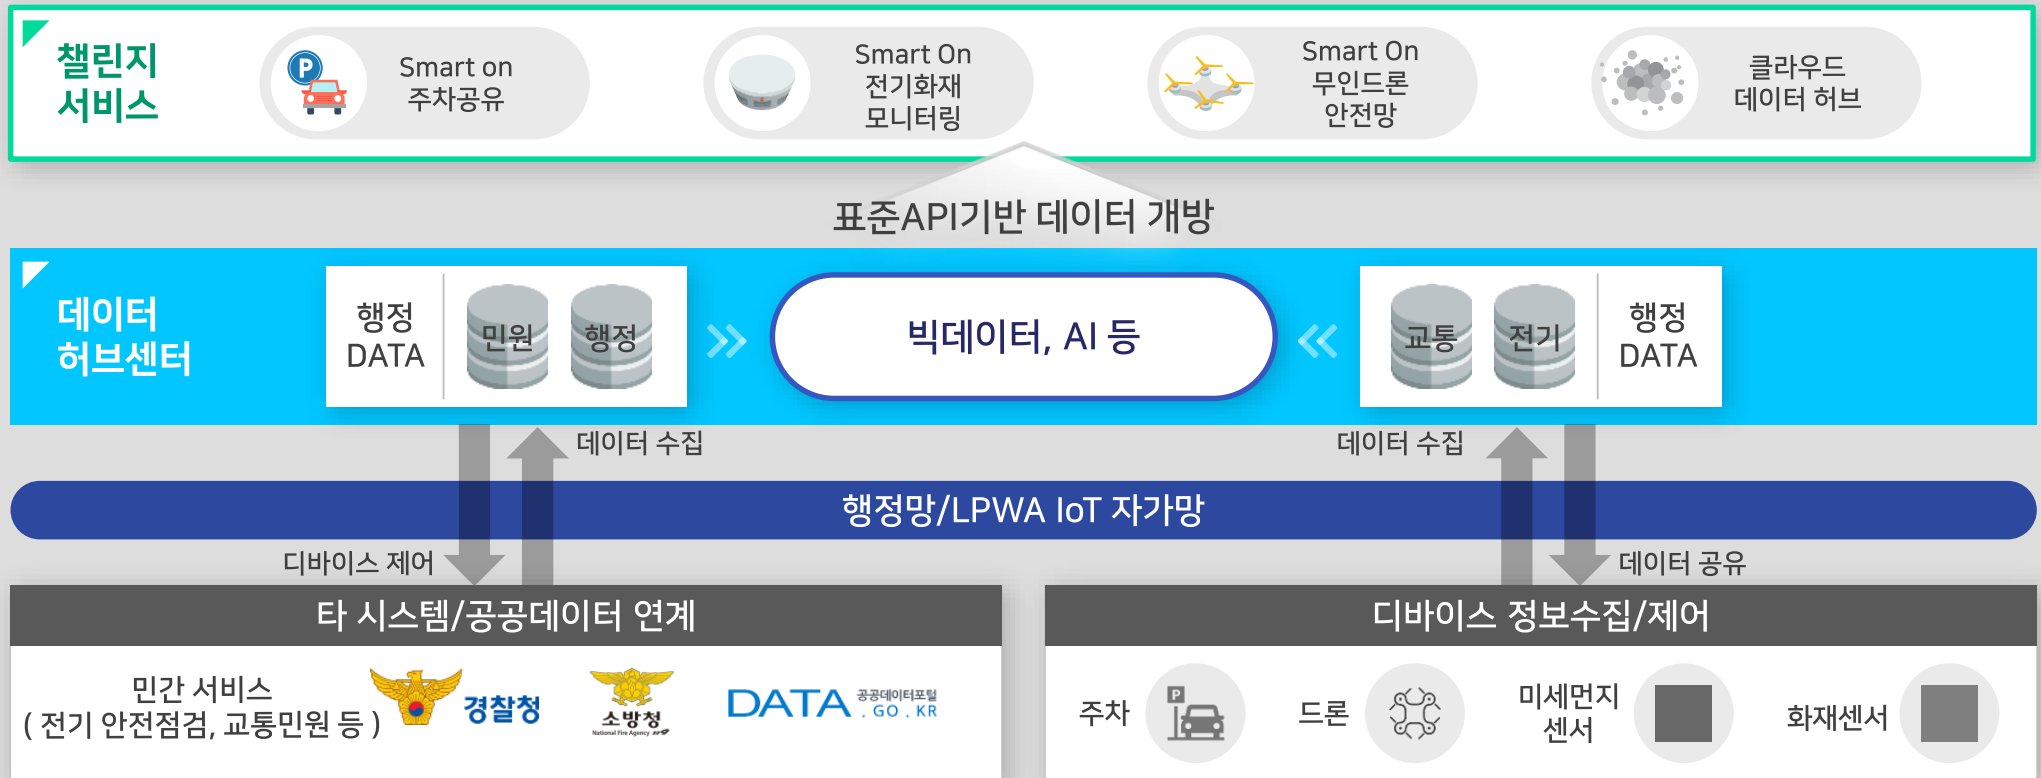 챌린지
서비스
P
Smart on
주차공유
Smart On
전기화재
모니터링
Smart On
무인드론
안전망
클라우드
데이터 허브
표준API기반 데이터 개방
데이터
허브센터
행정
DATA
민원
행정
빅데이터, AI 등
교통
전기
행정
DATA
데이터 수집
데이터 수집
행정망/LPWA IoT 자가망
디바이스 제어
데이터 공유
타 시스템/공공데이터 연계
디바이스 정보수집/제어
민간 서비스
( 전기 안전점검, 교통민원 등 )
경찰청
소방청
National Fire Agency 119
DATA 공공데이터포털
. GO . KR
주차
P
드론
미세먼지
센서
화재센서